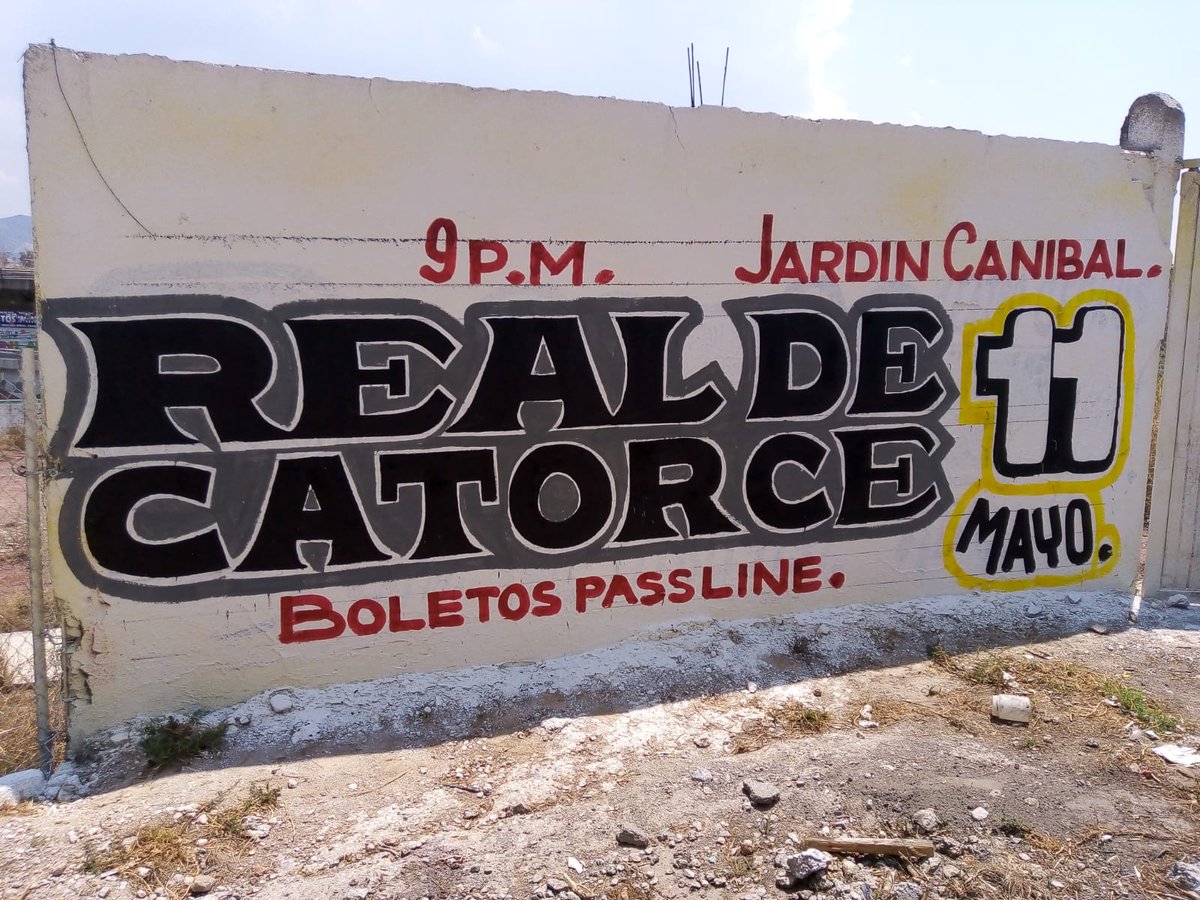 9 P.M. JARDIN CANIBAL.
REAL DE
CATORCE
11
MAYO.
BOLETOS PASSLINE.